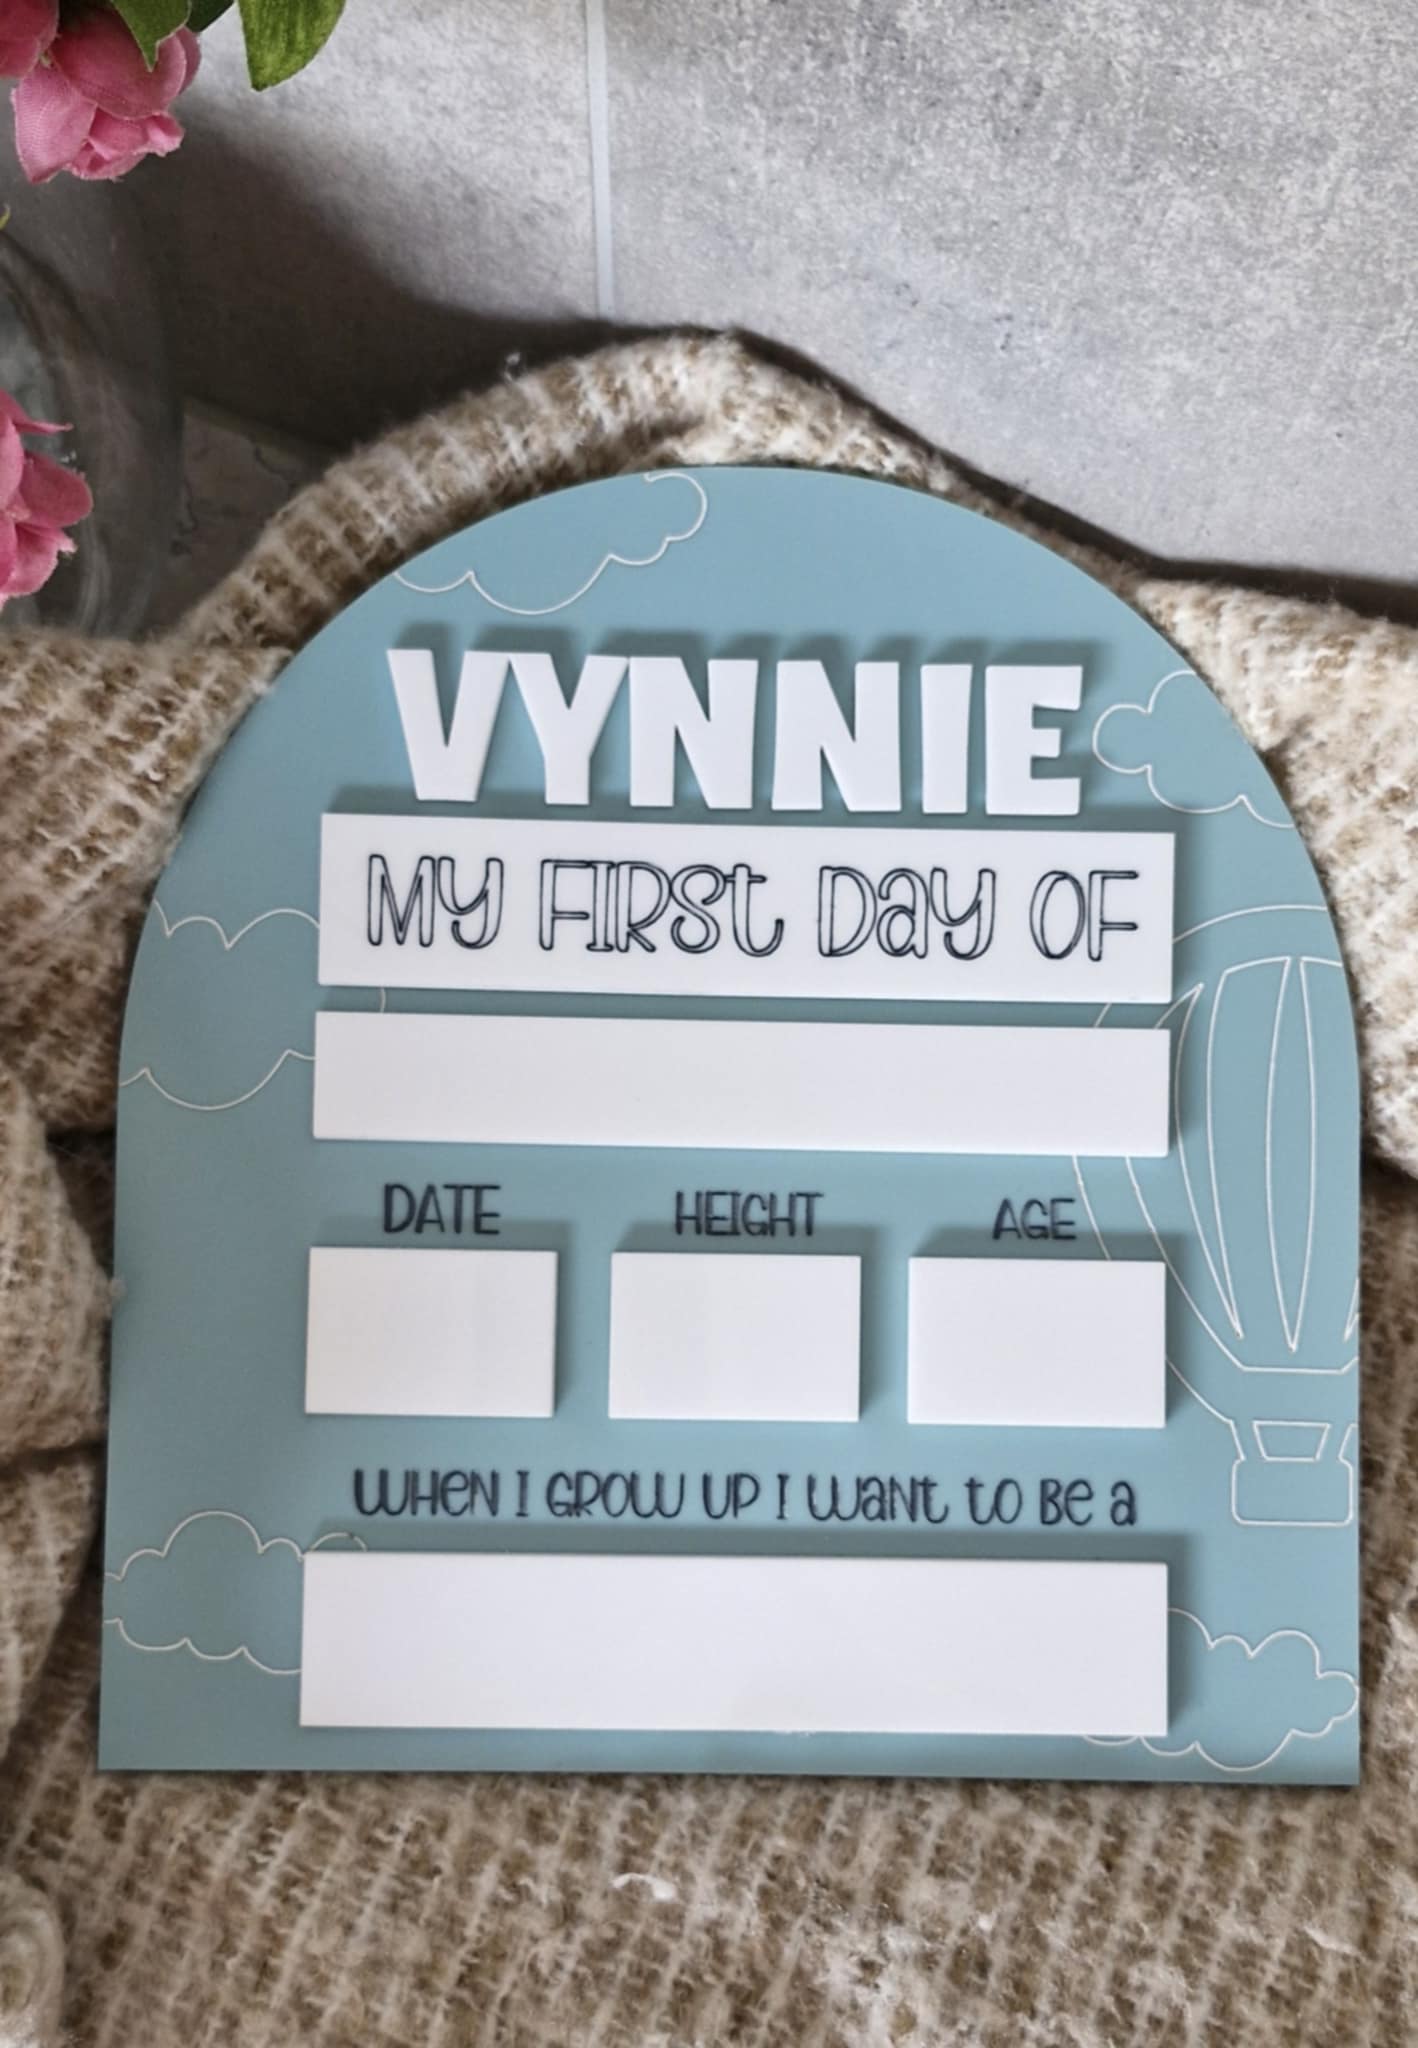 VYNNIE
MY FIRST DAY OF
DATE HEIGHT AGE
WHEN I GROW UP I WANT TO BE A